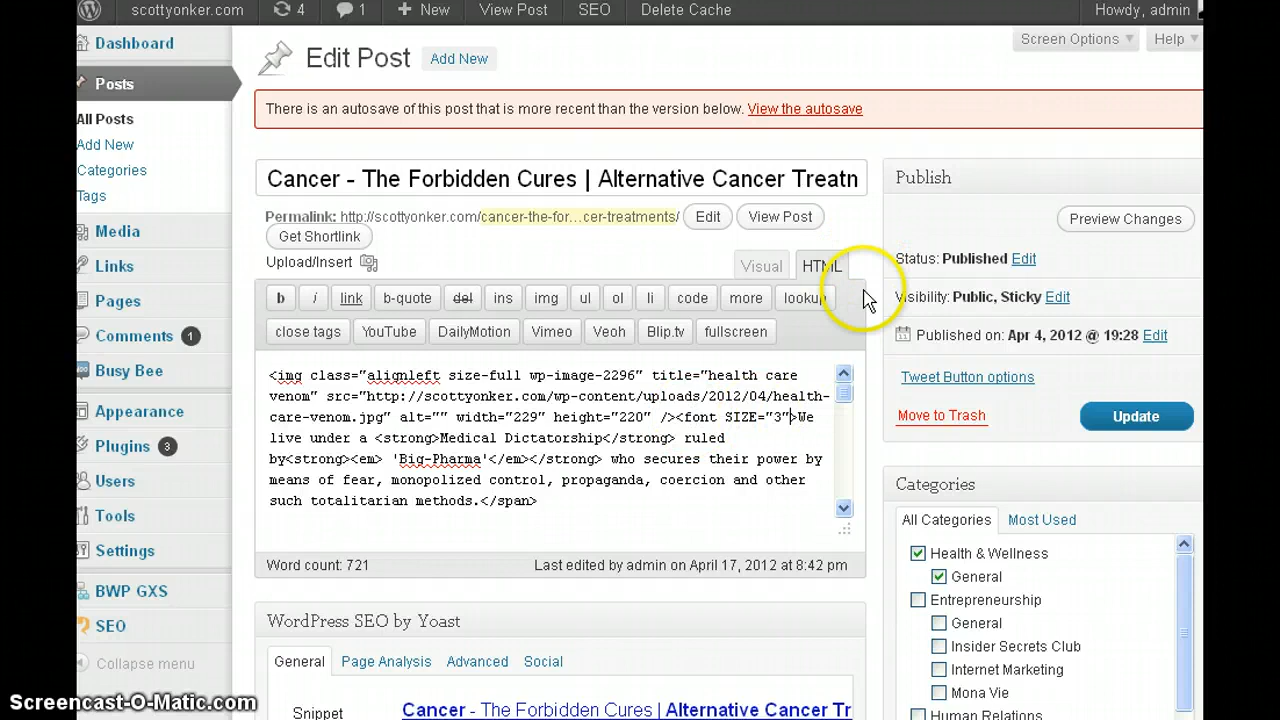 scottyonker.com 4 1 + New View Post SEO Delete Cache Howdy, admin
Dashboard
Posts
All Posts
Add New
Categories
Tags
Media
Links
Pages
Comments 1
Busy Bee
Appearance
Plugins 3
Users
Tools
Settings
BWP GXS
SEO
Collapse menu
Screen Options Help
Edit Post Add New
There is an autosave of this post that is more recent than the version below. View the autosave
Cancer - The Forbidden Cures | Alternative Cancer Treatn
Permalink: http://scottyonker.com/cancer-the-for…cer-treatments/ Edit View Post
Get Shortlink
Upload/Insert
Visual HTML
b i link b-quote del ins img ul ol li code more lookup
close tags YouTube DailyMotion Vimeo Veoh Blip.tv fullscreen
<img class="alignleft size-full wp-image-2296" title="health care
venom" src="http://scottyonker.com/wp-content/uploads/2012/04/health-
care-venom.jpg" alt="" width="229" height="220" /><font SIZE="3">We
live under a <strong>Medical Dictatorship</strong> ruled
by<strong><em> 'Big-Pharma'</em></strong> who secures their power by
means of fear, monopolized control, propaganda, coercion and other
such totalitarian methods.</span>
Word count: 721 Last edited by admin on April 17, 2012 at 8:42 pm
WordPress SEO by Yoast
General Page Analysis Advanced Social
Snippet Cancer - The Forbidden Cures | Alternative Cancer Tr
Publish
Preview Changes
Status: Published Edit
Visibility: Public, Sticky Edit
Published on: Apr 4, 2012 @ 19:28 Edit
Tweet Button options
Move to Trash Update
Categories
All Categories Most Used
Health & Wellness
General
Entrepreneurship
General
Insider Secrets Club
Internet Marketing
Mona Vie
Human Relations
Screencast-O-Matic.com